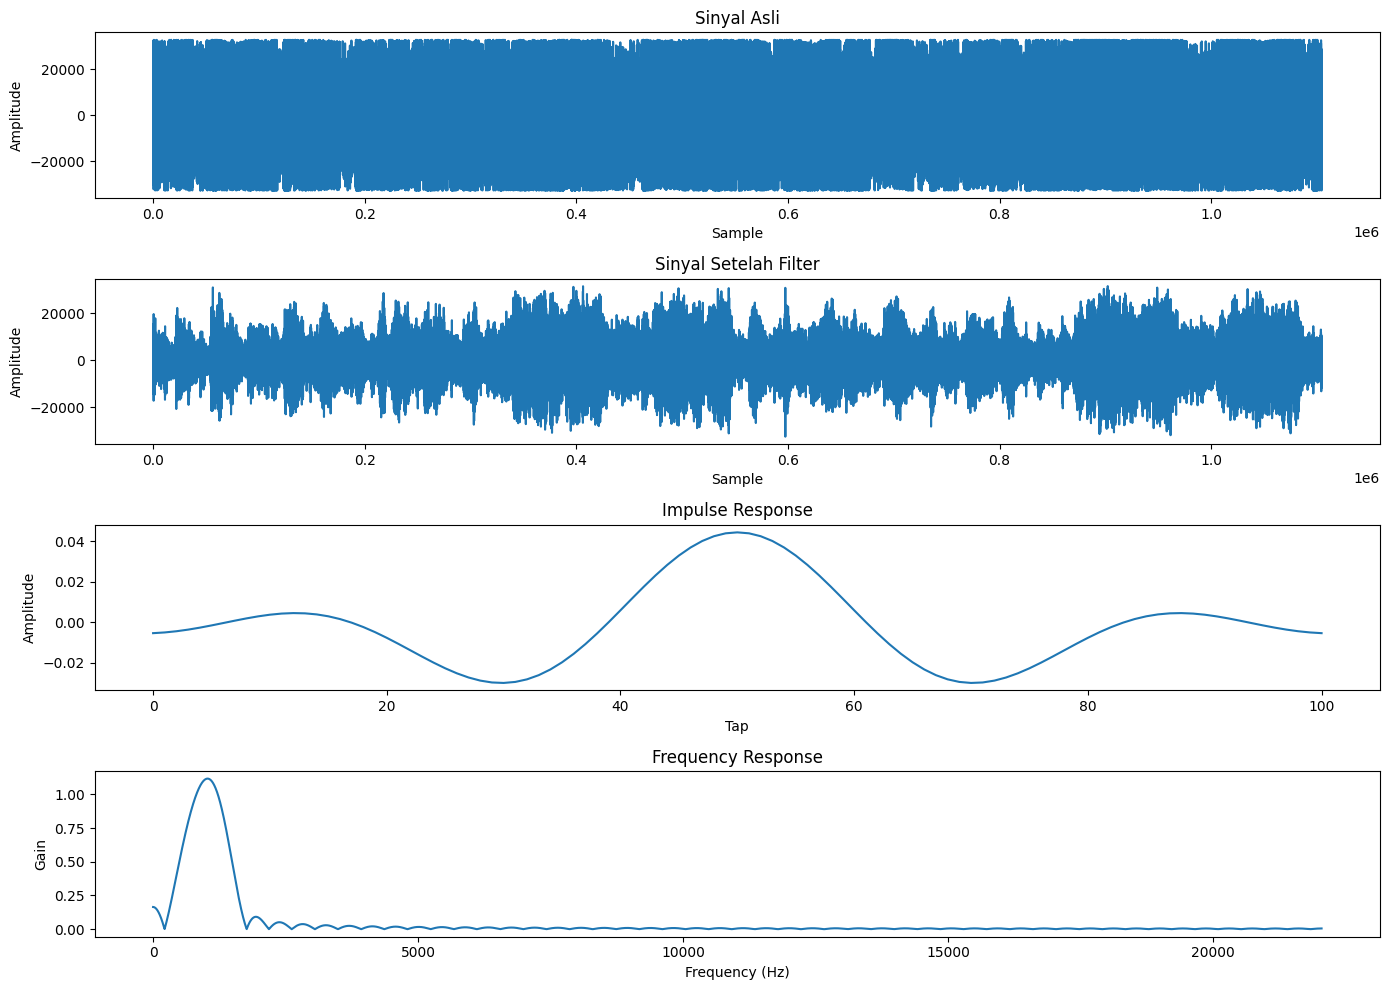 Sinyal Asli
Amplitude
20000
0
−20000
0.0 0.2 0.4 0.6 0.8 1.0
Sample
1e6
Sinyal Setelah Filter
Amplitude
20000
0
−20000
0.0 0.2 0.4 0.6 0.8 1.0
Sample
1e6
Impulse Response
Amplitude
0.04
0.02
0.00
−0.02
0 20 40 60 80 100
Tap
Frequency Response
Gain
1.00
0.75
0.50
0.25
0.00
0 5000 10000 15000 20000
Frequency (Hz)